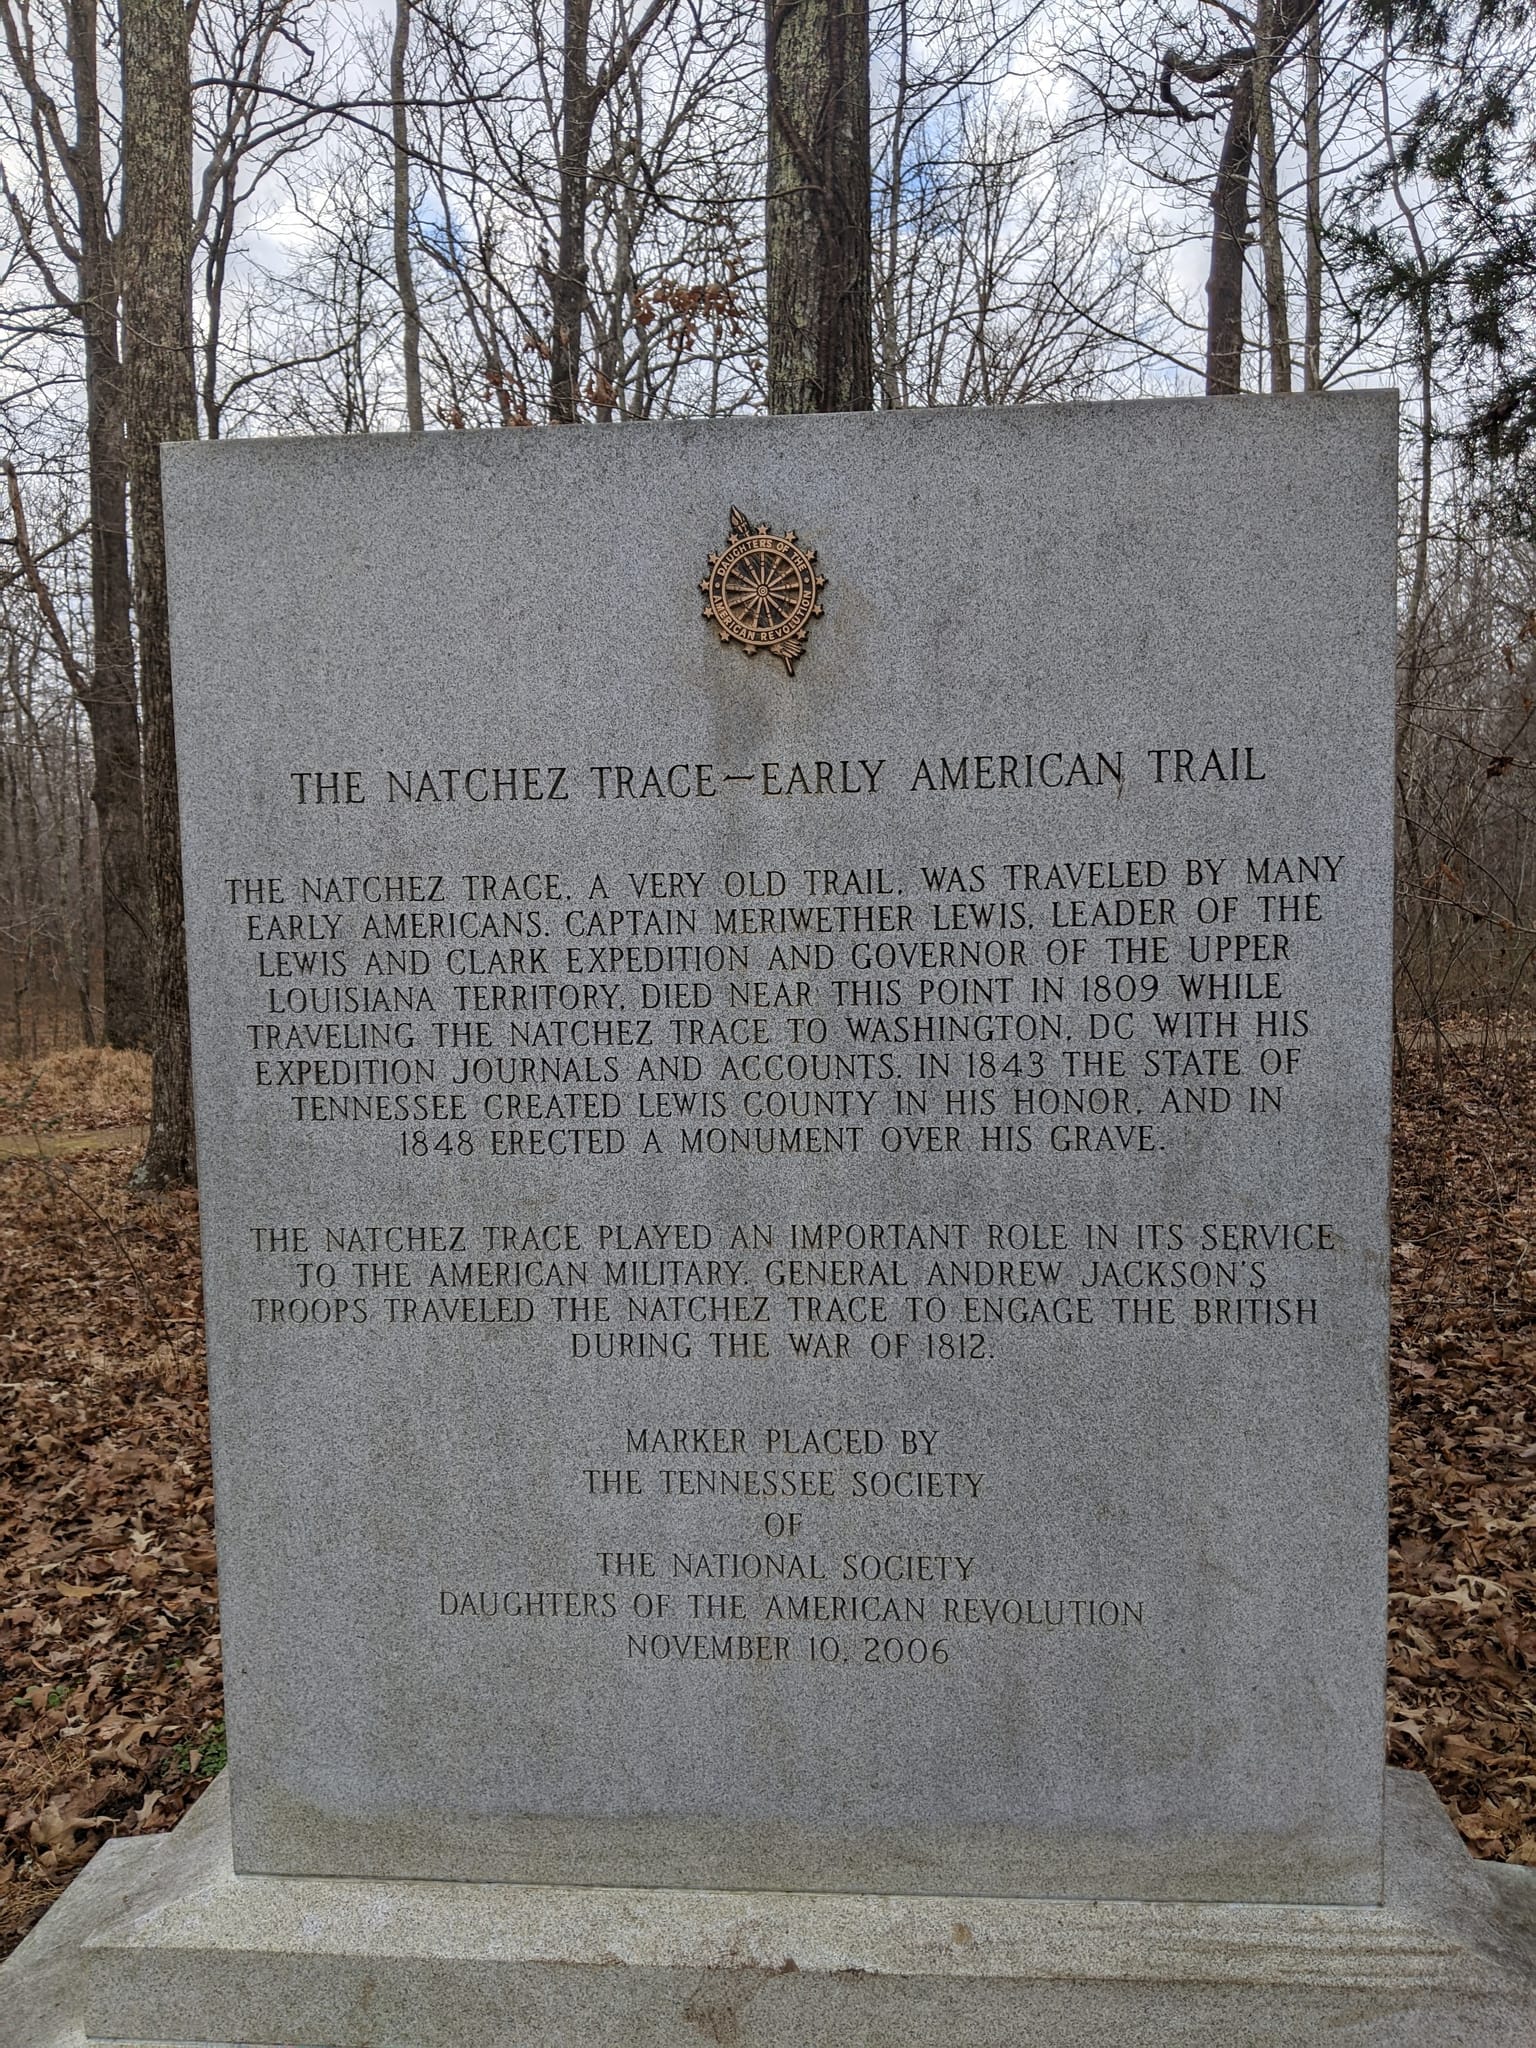 DAUGHTERS OF THE
AMERICAN REVOLUTION
THE NATCHEZ TRACE—EARLY AMERICAN TRAIL
THE NATCHEZ TRACE, A VERY OLD TRAIL, WAS TRAVELED BY MANY
EARLY AMERICANS. CAPTAIN MERIWETHER LEWIS, LEADER OF THE
LEWIS AND CLARK EXPEDITION AND GOVERNOR OF THE UPPER
LOUISIANA TERRITORY, DIED NEAR THIS POINT IN 1809 WHILE
TRAVELING THE NATCHEZ TRACE TO WASHINGTON, DC WITH HIS
EXPEDITION JOURNALS AND ACCOUNTS. IN 1843 THE STATE OF
TENNESSEE CREATED LEWIS COUNTY IN HIS HONOR, AND IN
1848 ERECTED A MONUMENT OVER HIS GRAVE.
THE NATCHEZ TRACE PLAYED AN IMPORTANT ROLE IN ITS SERVICE
TO THE AMERICAN MILITARY. GENERAL ANDREW JACKSON'S
TROOPS TRAVELED THE NATCHEZ TRACE TO ENGAGE THE BRITISH
DURING THE WAR OF 1812.
MARKER PLACED BY
THE TENNESSEE SOCIETY
OF
THE NATIONAL SOCIETY
DAUGHTERS OF THE AMERICAN REVOLUTION
NOVEMBER 10, 2006